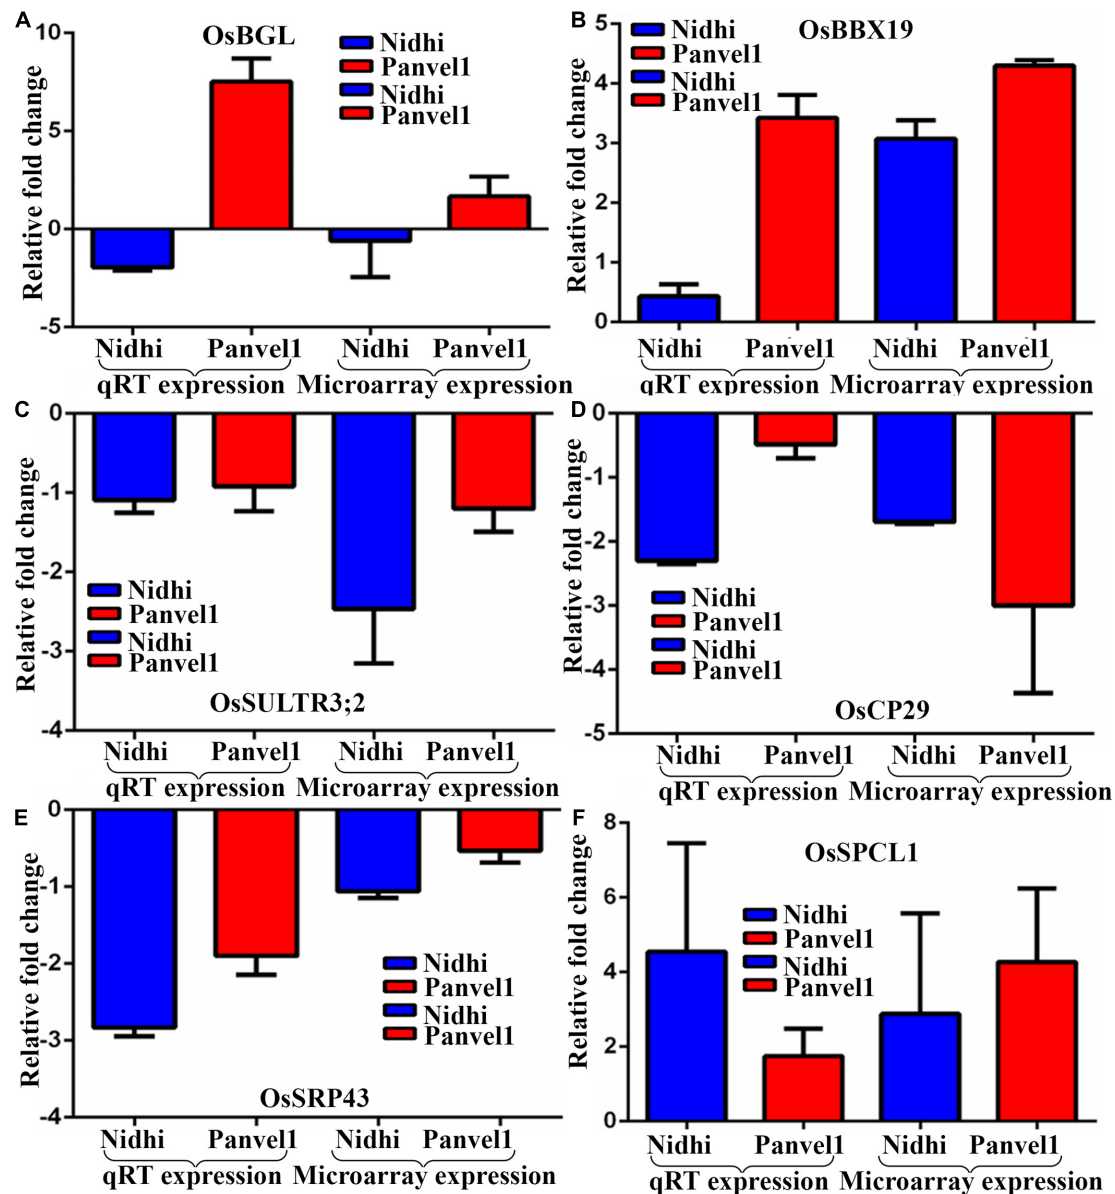 A
OsBGL
Relative fold change
10
5
0
-5
Nidhi
Panvel1
Nidhi
Panvel1
Nidhi Panvel1 Nidhi Panvel1
qRT expression Microarray expression
B
OsBBX19
Relative fold change
5
4
3
2
1
0
Nidhi
Panvel1
Nidhi
Panvel1
Nidhi Panvel1 Nidhi Panvel1
qRT expression Microarray expression
C
Relative fold change
0
-1
-2
-3
-4
Nidhi
Panvel1
Nidhi
Panvel1
OsSULTR3;2
Nidhi Panvel1 Nidhi Panvel1
qRT expression Microarray expression
D
Relative fold change
0
-1
-2
-3
-4
-5
Nidhi
Panvel1
Nidhi
Panvel1
OsCP29
Nidhi Panvel1 Nidhi Panvel1
qRT expression Microarray expression
E
Relative fold change
0
-1
-2
-3
-4
Nidhi
Panvel1
Nidhi
Panvel1
OsSRP43
Nidhi Panvel1 Nidhi Panvel1
qRT expression Microarray expression
F
OsSPCL1
Relative fold change
8
6
4
2
0
Nidhi
Panvel1
Nidhi
Panvel1
Nidhi Panvel1 Nidhi Panvel1
qRT expression Microarray expression